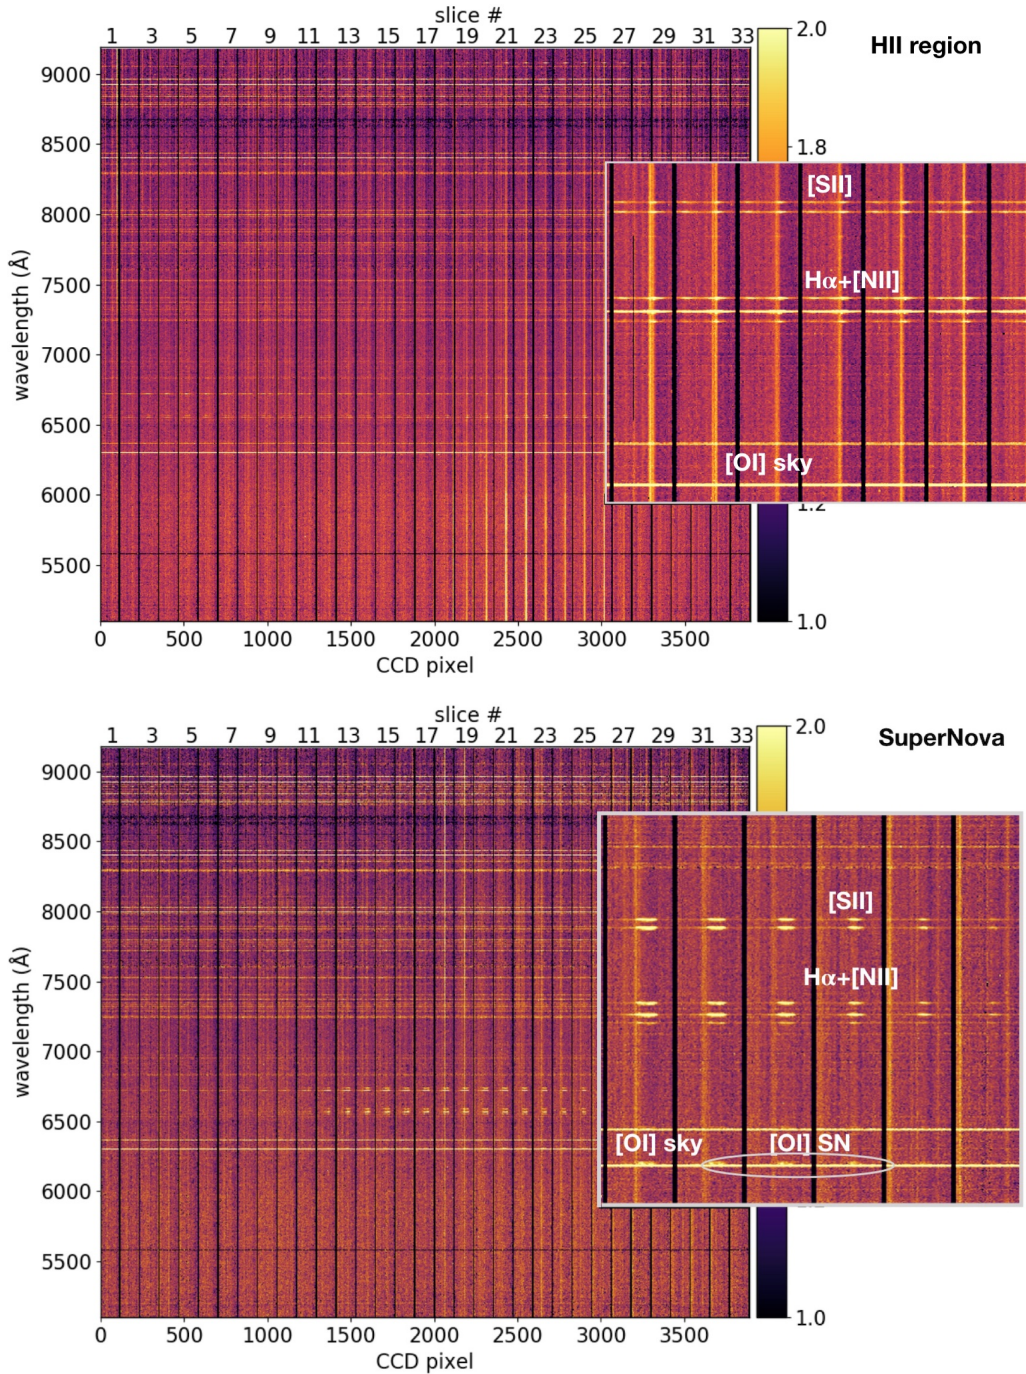 slice #
1 3 5 7 9 11 13 15 17 19 21 23 25 27 29 31 33
2.0
HII region
9000
8500
1.8
[SII]
8000
wavelength (Å)
7500
Hα+[NII]
7000
6500
[OI] sky
6000
1.2
5500
1.0
0 500 1000 1500 2000 2500 3000 3500
CCD pixel
slice #
1 3 5 7 9 11 13 15 17 19 21 23 25 27 29 31 33
2.0
SuperNova
9000
8500
[SII]
8000
wavelength (Å)
7500
Hα+[NII]
7000
6500
[OI] sky [OI] SN
6000
5500
1.0
0 500 1000 1500 2000 2500 3000 3500
CCD pixel